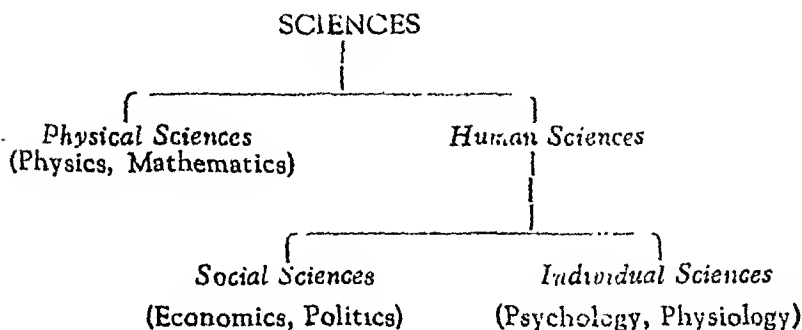 SCIENCES
Physical Sciences
(Physics, Mathematics)
Human Sciences
Social Sciences
(Economics, Politics)
Individual Sciences
(Psychology, Physiology)